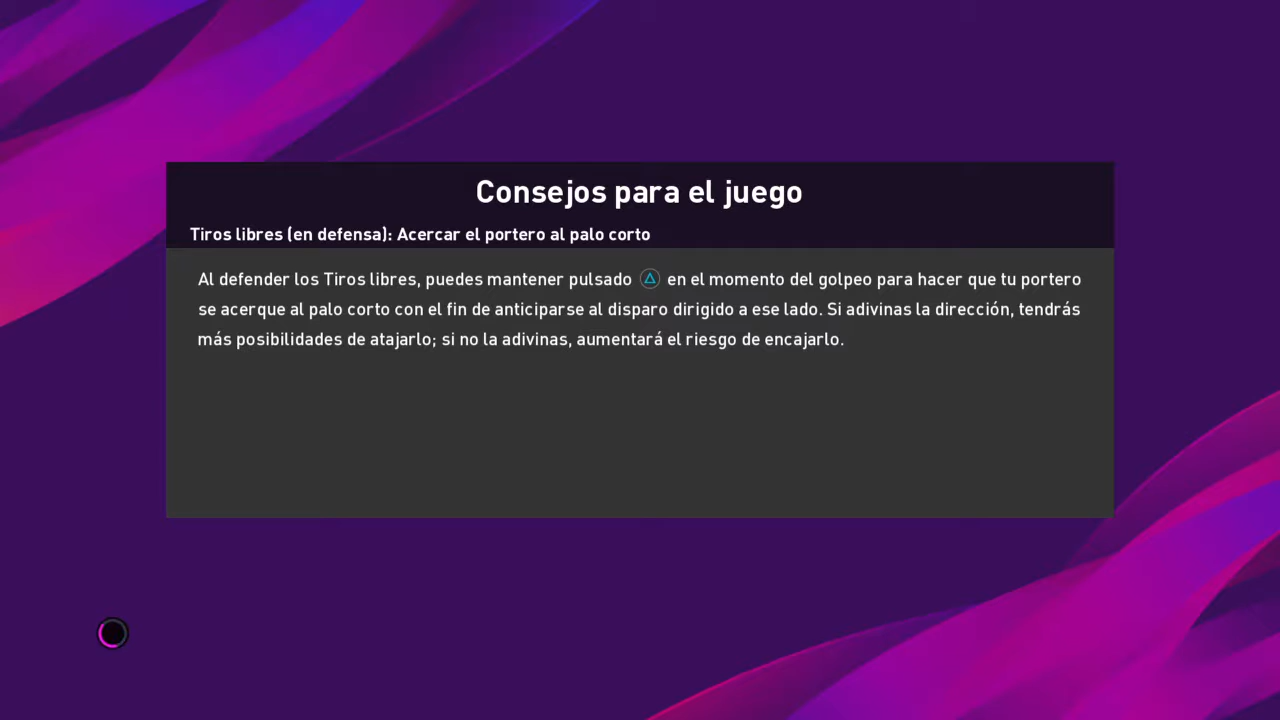 Consejos para el juego
Tiros libres (en defensa): Acercar el portero al palo corto
Al defender los Tiros libres, puedes mantener pulsado △ en el momento del golpeo para hacer que tu portero
se acerque al palo corto con el fin de anticiparse al disparo dirigido a ese lado. Si adivinas la dirección, tendrás
más posibilidades de atajarlo; si no la adivinas, aumentará el riesgo de encajarlo.